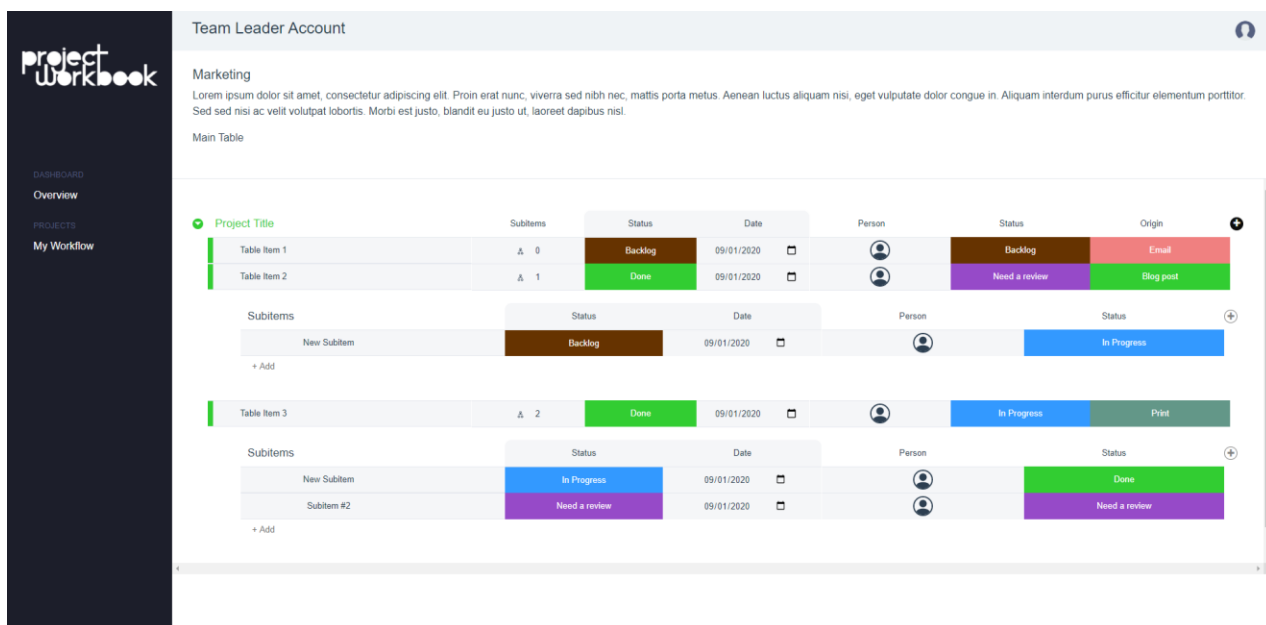 project
workbook
DASHBOARD
Overview
PROJECTS
My Workflow
Team Leader Account
Marketing
Lorem ipsum dolor sit amet, consectetur adipiscing elit. Proin erat nunc, viverra sed nibh nec, mattis porta metus. Aenean luctus aliquam nisi, eget vulputate dolor congue in. Aliquam interdum purus efficitur elementum porttitor.
Sed sed nisi ac velit volutpat lobortis. Morbi est justo, blandit eu justo ut, laoreet dapibus nisl.
Main Table
Project Title Subitems Status Date Person Status Origin
Table Item 1 0 Backlog 09/01/2020 Backlog Email
Table Item 2 1 Done 09/01/2020 Need a review Blog post
Subitems Status Date Person Status
New Subitem Backlog 09/01/2020 In Progress
+ Add
Table Item 3 2 Done 09/01/2020 In Progress Print
Subitems Status Date Person Status
New Subitem In Progress 09/01/2020 Done
Subitem #2 Need a review 09/01/2020 Need a review
+ Add